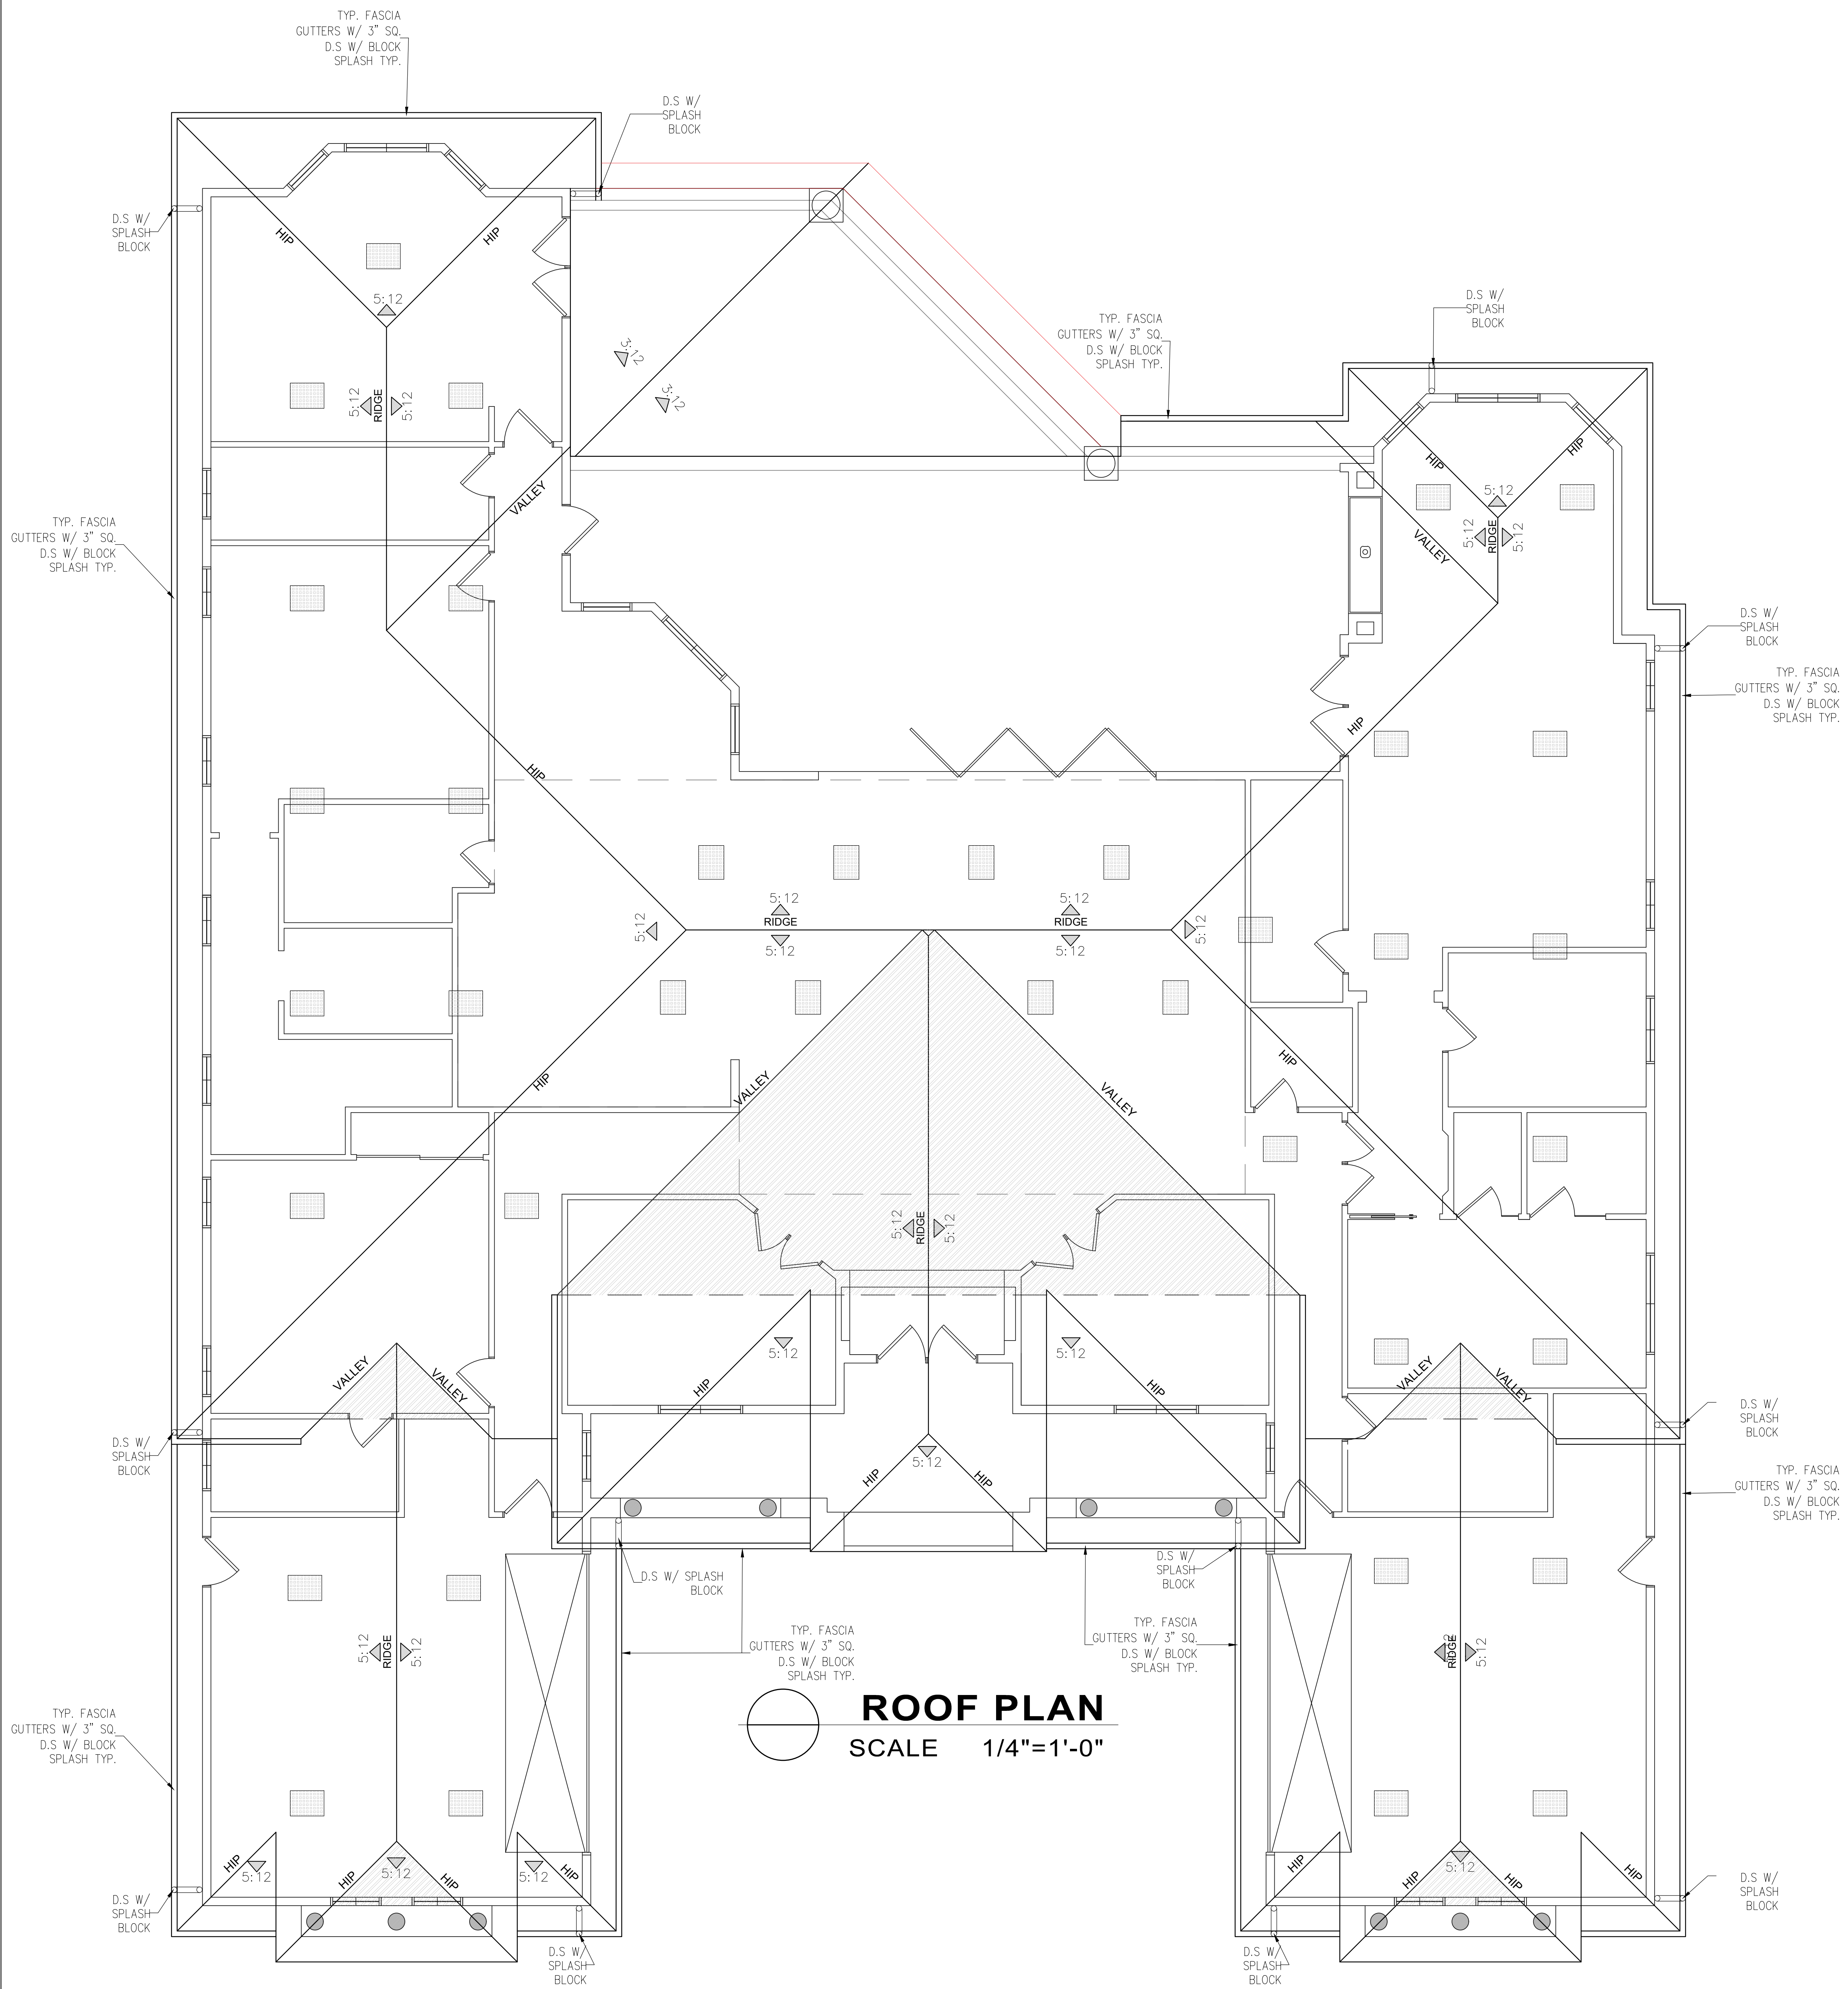 TYP. FASCIA
GUTTERS W/ 3" SQ.
D.S W/ BLOCK
SPLASH TYP.
D.S W/
SPLASH
BLOCK
D.S W/
SPLASH
BLOCK
HIP
HIP
5:12
5:12
RIDGE
5:12
3:12
3:12
TYP. FASCIA
GUTTERS W/ 3" SQ.
D.S W/ BLOCK
SPLASH TYP.
D.S W/
SPLASH
BLOCK
HIP
HIP
5:12
5:12
RIDGE
5:12
VALLEY
VALLEY
TYP. FASCIA
GUTTERS W/ 3" SQ.
D.S W/ BLOCK
SPLASH TYP.
D.S W/
SPLASH
BLOCK
TYP. FASCIA
GUTTERS W/ 3" SQ.
D.S W/ BLOCK
SPLASH TYP.
HIP
HIP
5:12
5:12
RIDGE
RIDGE
5:12
5:12
5:12
5:12
HIP
VALLEY
VALLEY
HIP
5:12
RIDGE
5:12
5:12
5:12
VALLEY
VALLEY
HIP
HIP
VALLEY
VALLEY
D.S W/
SPLASH
BLOCK
D.S W/
SPLASH
BLOCK
5:12
HIP
HIP
TYP. FASCIA
GUTTERS W/ 3" SQ.
D.S W/ BLOCK
SPLASH TYP.
D.S W/ SPLASH
BLOCK
D.S W/
SPLASH
BLOCK
5:12
RIDGE
5:12
TYP. FASCIA
GUTTERS W/ 3" SQ.
D.S W/ BLOCK
SPLASH TYP.
TYP. FASCIA
GUTTERS W/ 3" SQ.
D.S W/ BLOCK
SPLASH TYP.
RIDGE
5:12
ROOF PLAN
SCALE 1/4"=1'-0"
TYP. FASCIA
GUTTERS W/ 3" SQ.
D.S W/ BLOCK
SPLASH TYP.
HIP
5:12
HIP
5:12
HIP
5:12
HIP
HIP
HIP
5:12
HIP
HIP
D.S W/
SPLASH
BLOCK
D.S W/
SPLASH
BLOCK
D.S W/
SPLASH
BLOCK
D.S W/
SPLASH
BLOCK